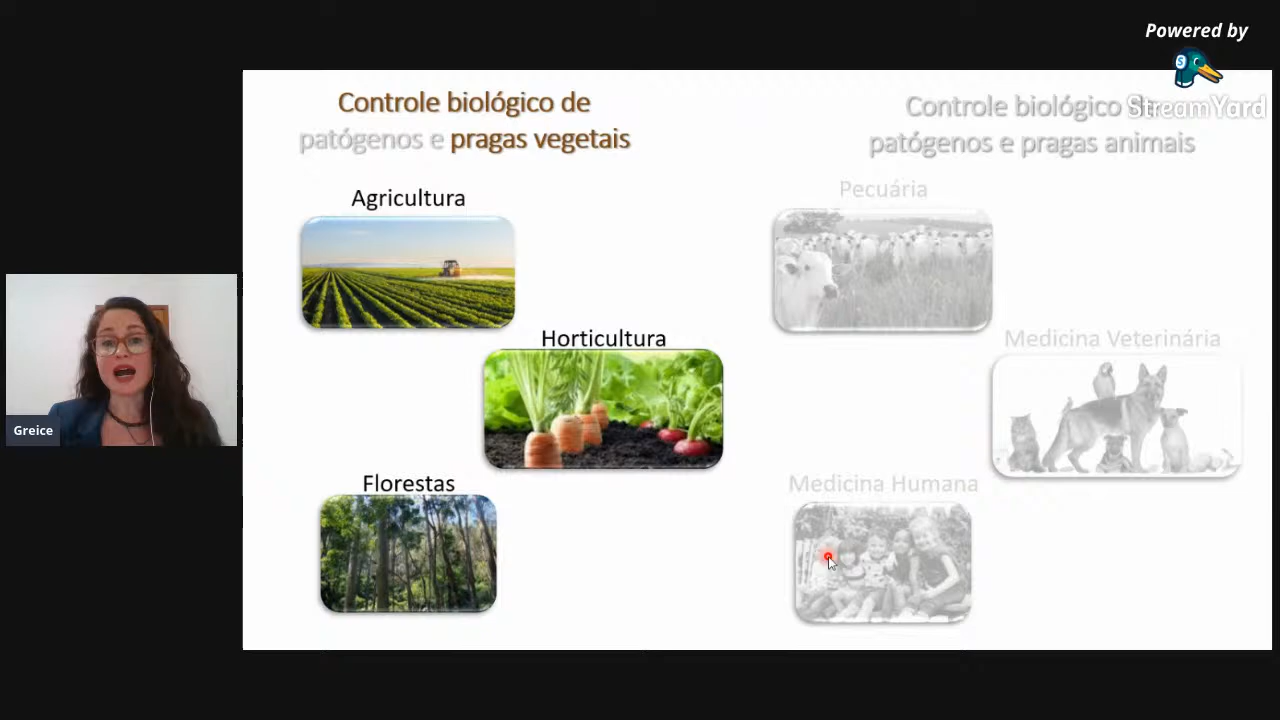 Powered by
StreamYard
Controle biológico de
patógenos e pragas vegetais
Agricultura
Horticultura
Florestas
Controle biológico de
patógenos e pragas animais
Pecuária
Medicina Veterinária
Medicina Humana
Greice